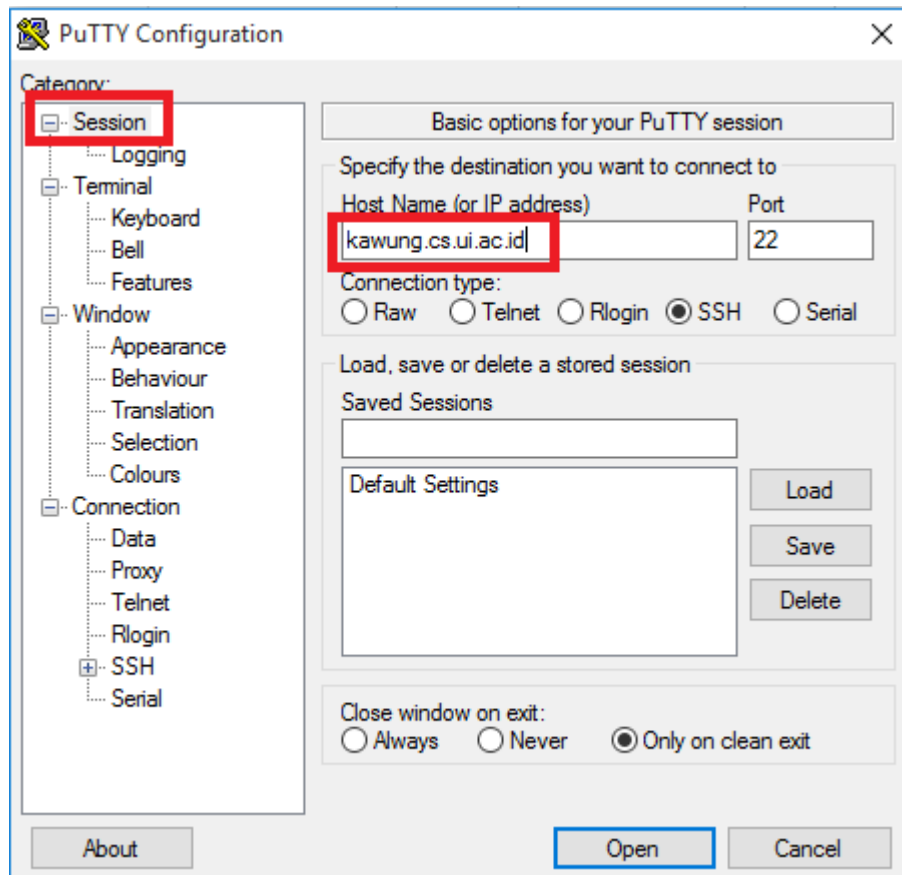 PuTTY Configuration
Category:
Session
Logging
Terminal
Keyboard
Bell
Features
Window
Appearance
Behaviour
Translation
Selection
Colours
Connection
Data
Proxy
Telnet
Rlogin
SSH
Serial
Basic options for your PuTTY session
Specify the destination you want to connect to
Host Name (or IP address) Port
kawung.cs.ui.ac.id 22
Connection type:
Raw Telnet Rlogin SSH Serial
Load, save or delete a stored session
Saved Sessions
Default Settings
Load
Save
Delete
Close window on exit:
Always Never Only on clean exit
About Open Cancel